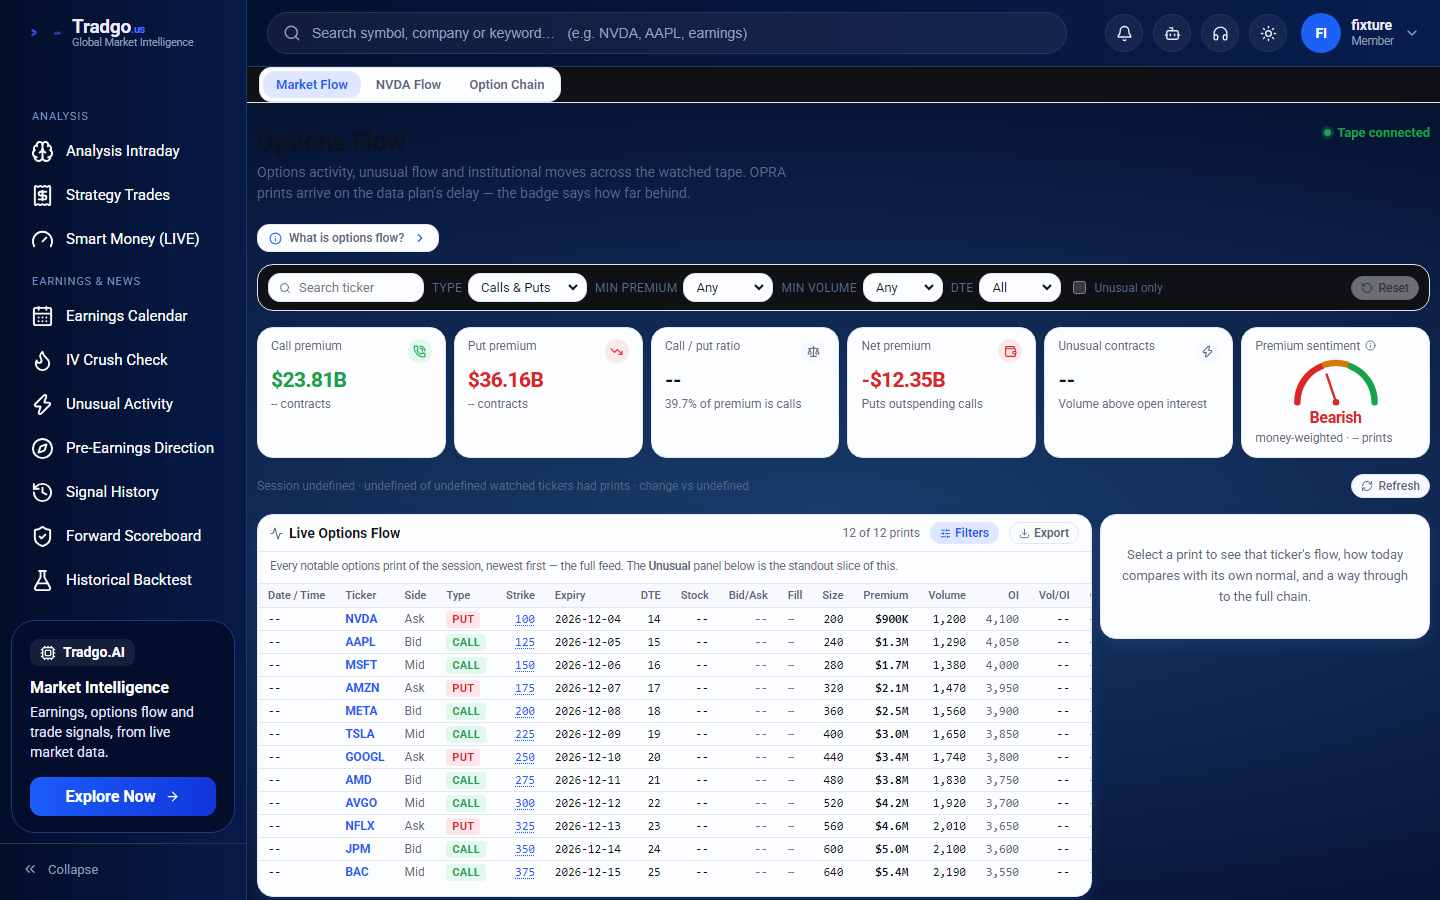 Tradgo.us
Global Market Intelligence
Search symbol, company or keyword... (e.g. NVDA, AAPL, earnings)
FI
fixture
Member
Market Flow
NVDA Flow
Option Chain
ANALYSIS
Analysis Intraday
Strategy Trades
Smart Money (LIVE)
EARNINGS & NEWS
Earnings Calendar
IV Crush Check
Unusual Activity
Pre-Earnings Direction
Signal History
Forward Scoreboard
Historical Backtest
Tradgo.AI
Market Intelligence
Earnings, options flow and
trade signals, from live
market data.
Explore Now
Collapse
Options Flow
Tape connected
Options activity, unusual flow and institutional moves across the watched tape. OPRA
prints arrive on the data plan's delay — the badge says how far behind.
What is options flow?
Search ticker
TYPE Calls & Puts MIN PREMIUM Any MIN VOLUME Any DTE All Unusual only Reset
Call premium
$23.81B
-- contracts
Put premium
$36.16B
-- contracts
Call / put ratio
--
39.7% of premium is calls
Net premium
-$12.35B
Puts outspending calls
Unusual contracts
--
Volume above open interest
Premium sentiment
Bearish
money-weighted · -- prints
Session undefined · undefined of undefined watched tickers had prints · change vs undefined
Refresh
Live Options Flow
12 of 12 prints
Filters
Export
Every notable options print of the session, newest first — the full feed. The Unusual panel below is the standout slice of this.
Date / Time Ticker Side Type Strike Expiry DTE Stock Bid/Ask Fill Size Premium Volume OI Vol/OI
-- NVDA Ask PUT 100 2026-12-04 14 -- -- -- 200 $900K 1,200 4,100 --
-- AAPL Bid CALL 125 2026-12-05 15 -- -- -- 240 $1.3M 1,290 4,050 --
-- MSFT Mid CALL 150 2026-12-06 16 -- -- -- 280 $1.7M 1,380 4,000 --
-- AMZN Ask PUT 175 2026-12-07 17 -- -- -- 320 $2.1M 1,470 3,950 --
-- META Bid CALL 200 2026-12-08 18 -- -- -- 360 $2.5M 1,560 3,900 --
-- TSLA Mid CALL 225 2026-12-09 19 -- -- -- 400 $3.0M 1,650 3,850 --
-- GOOGL Ask PUT 250 2026-12-10 20 -- -- -- 440 $3.4M 1,740 3,800 --
-- AMD Bid CALL 275 2026-12-11 21 -- -- -- 480 $3.8M 1,830 3,750 --
-- AVGO Mid CALL 300 2026-12-12 22 -- -- -- 520 $4.2M 1,920 3,700 --
-- NFLX Ask PUT 325 2026-12-13 23 -- -- -- 560 $4.6M 2,010 3,650 --
-- JPM Bid CALL 350 2026-12-14 24 -- -- -- 600 $5.0M 2,100 3,600 --
-- BAC Mid CALL 375 2026-12-15 25 -- -- -- 640 $5.4M 2,190 3,550 --
Select a print to see that ticker's flow, how today
compares with its own normal, and a way through
to the full chain.